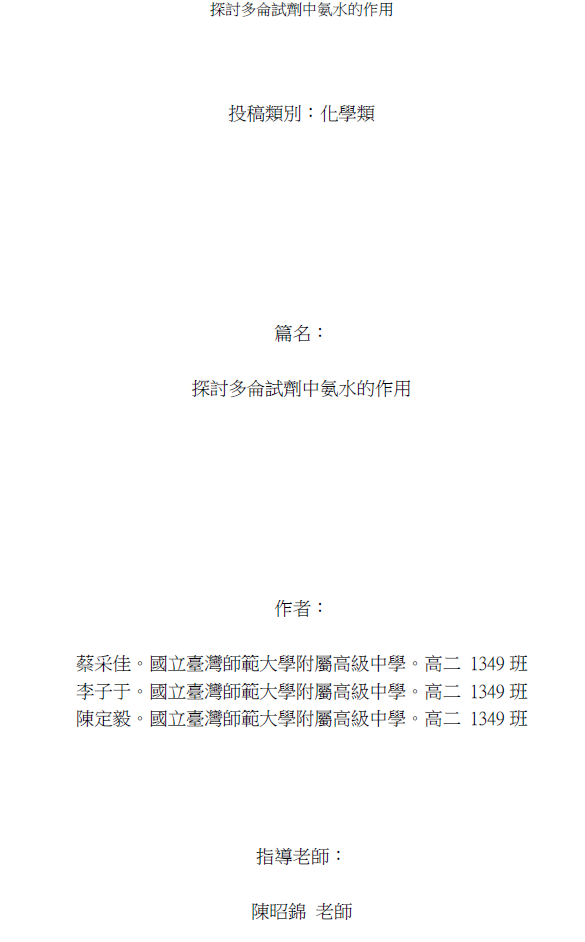 探討多侖試劑中氨水的作用
投稿類別：化學類
篇名：
探討多侖試劑中氨水的作用
作者：
蔡采佳。國立臺灣師範大學附屬高級中學。高二 1349 班
李子于。國立臺灣師範大學附屬高級中學。高二 1349 班
陳定毅。國立臺灣師範大學附屬高級中學。高二 1349 班
指導老師：
陳昭錦 老師